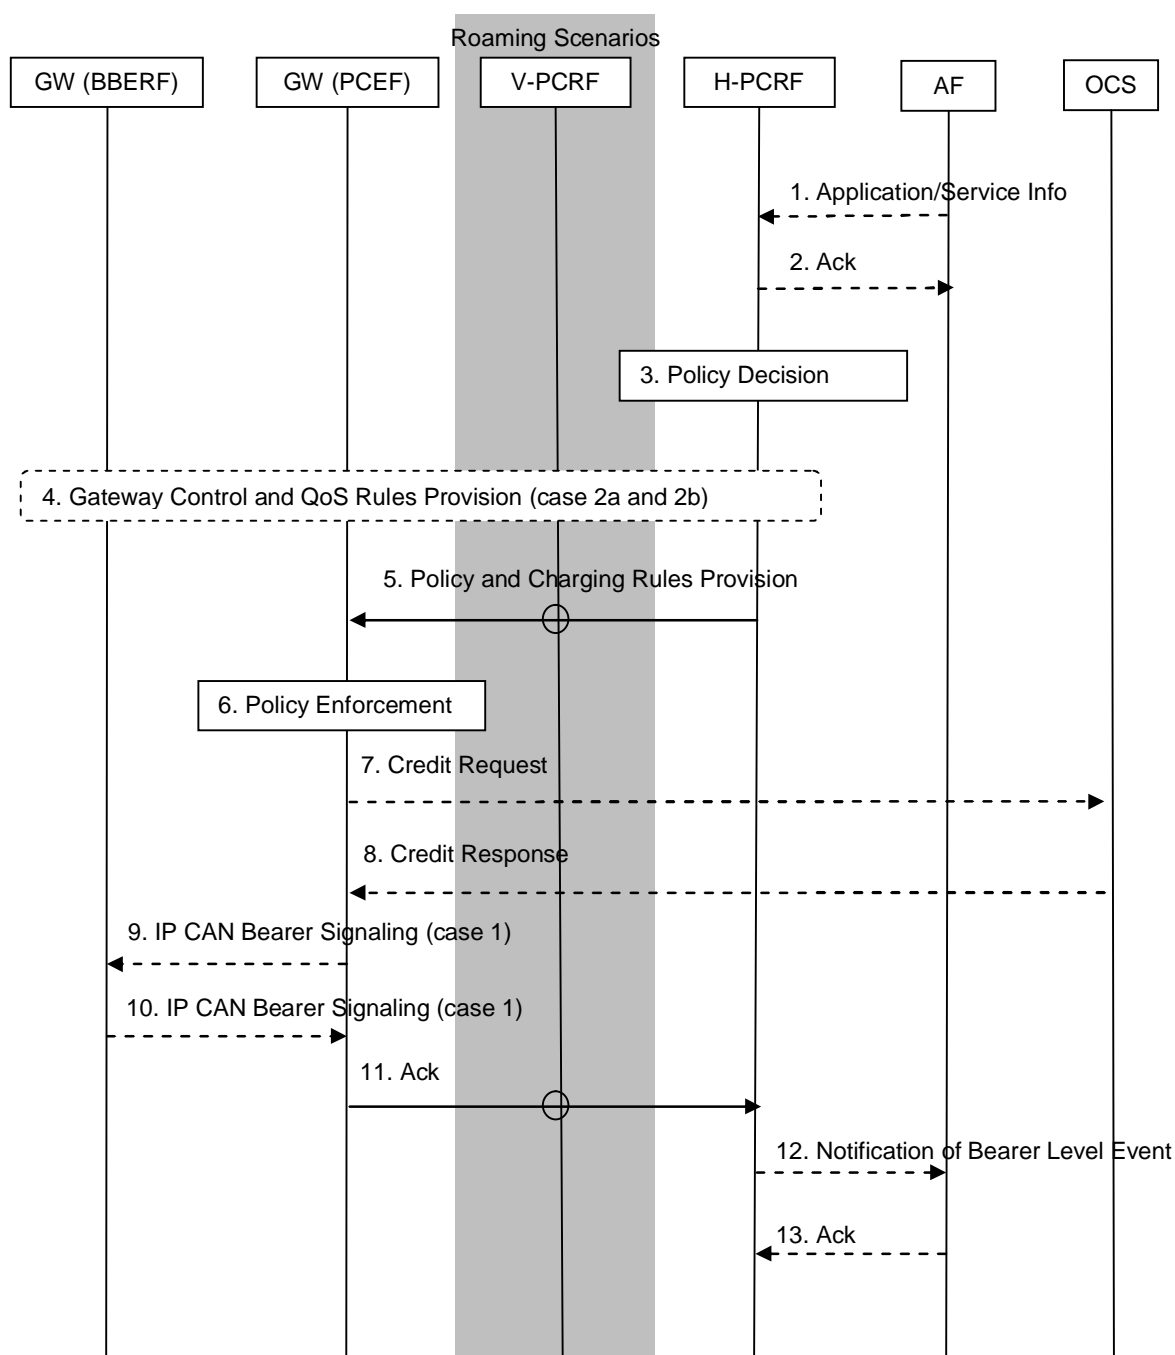 Roaming Scenarios
GW (BBERF)
GW (PCEF)
V-PCRF
H-PCRF
AF
OCS
1. Application/Service Info
2. Ack
3. Policy Decision
4. Gateway Control and QoS Rules Provision (case 2a and 2b)
5. Policy and Charging Rules Provision
6. Policy Enforcement
7. Credit Request
8. Credit Response
9. IP CAN Bearer Signaling (case 1)
10. IP CAN Bearer Signaling (case 1)
11. Ack
12. Notification of Bearer Level Event
13. Ack